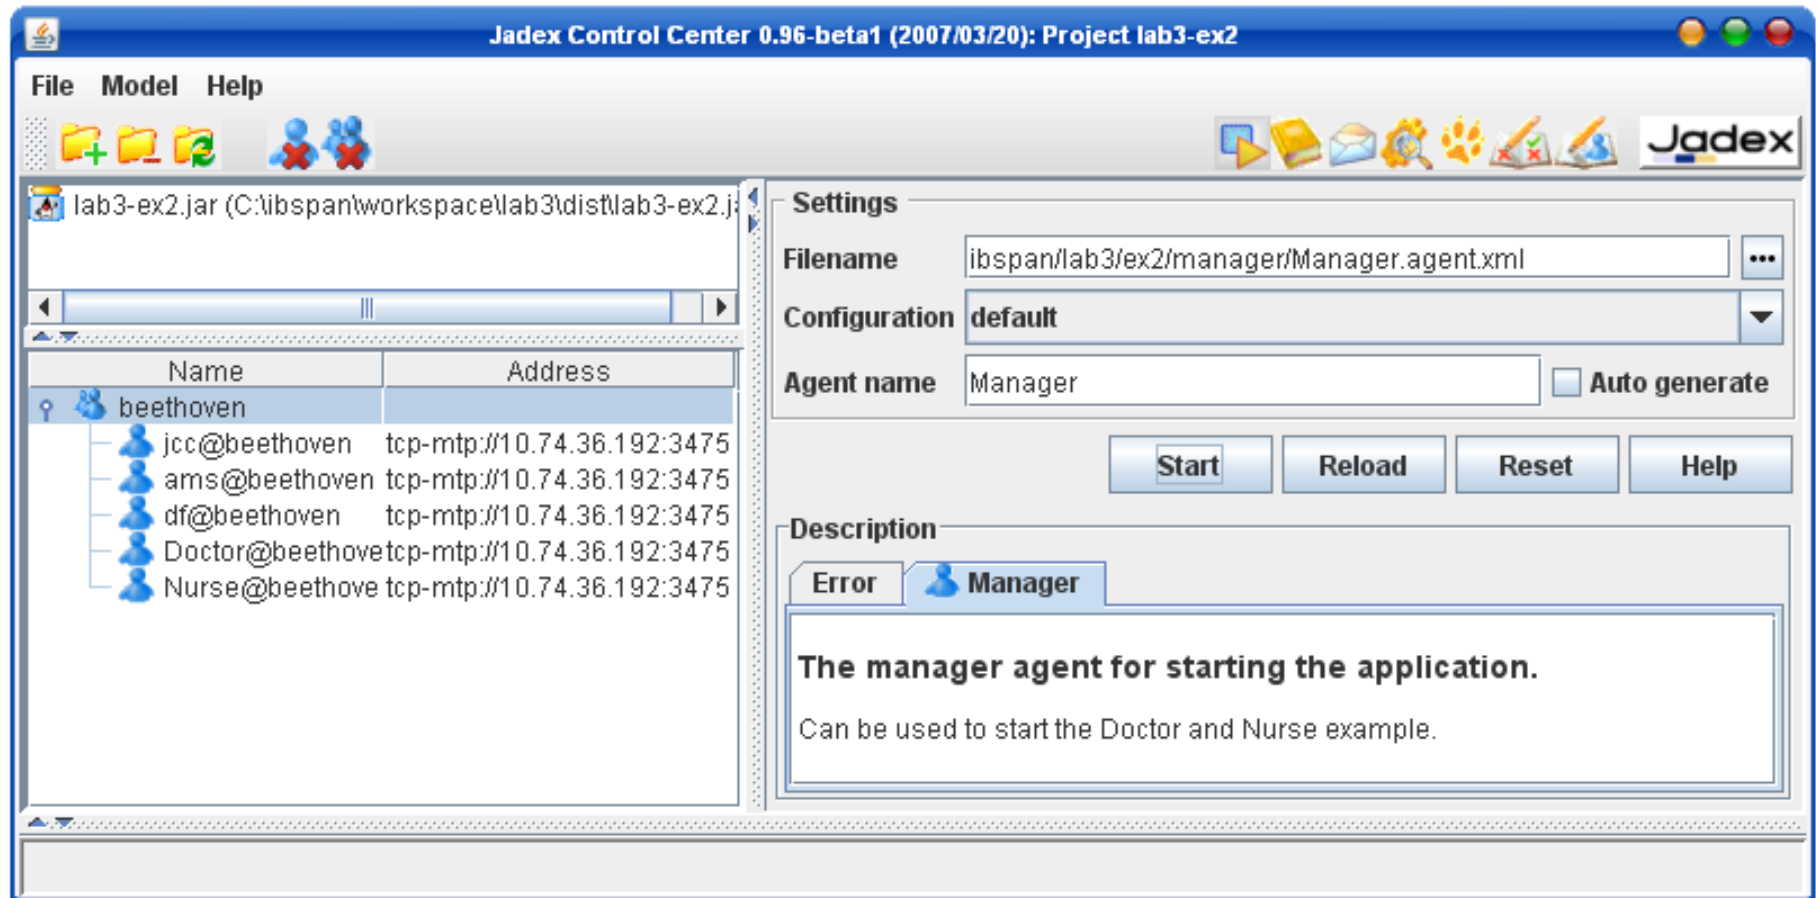 Jadex Control Center 0.96-beta1 (2007/03/20): Project lab3-ex2
File Model Help
Jadex
lab3-ex2.jar (C:\ibspan\workspace\lab3\dist\lab3-ex2.j
Settings
Filename ibspan/lab3/ex2/manager/Manager.agent.xml ...
Configuration default
Agent name Manager Auto generate
Start Reload Reset Help
Name Address
beethoven
jcc@beethoven tcp-mtp://10.74.36.192:3475
ams@beethoven tcp-mtp://10.74.36.192:3475
df@beethoven tcp-mtp://10.74.36.192:3475
Doctor@beethove tcp-mtp://10.74.36.192:3475
Nurse@beethove tcp-mtp://10.74.36.192:3475
Description
Error Manager
The manager agent for starting the application.
Can be used to start the Doctor and Nurse example.